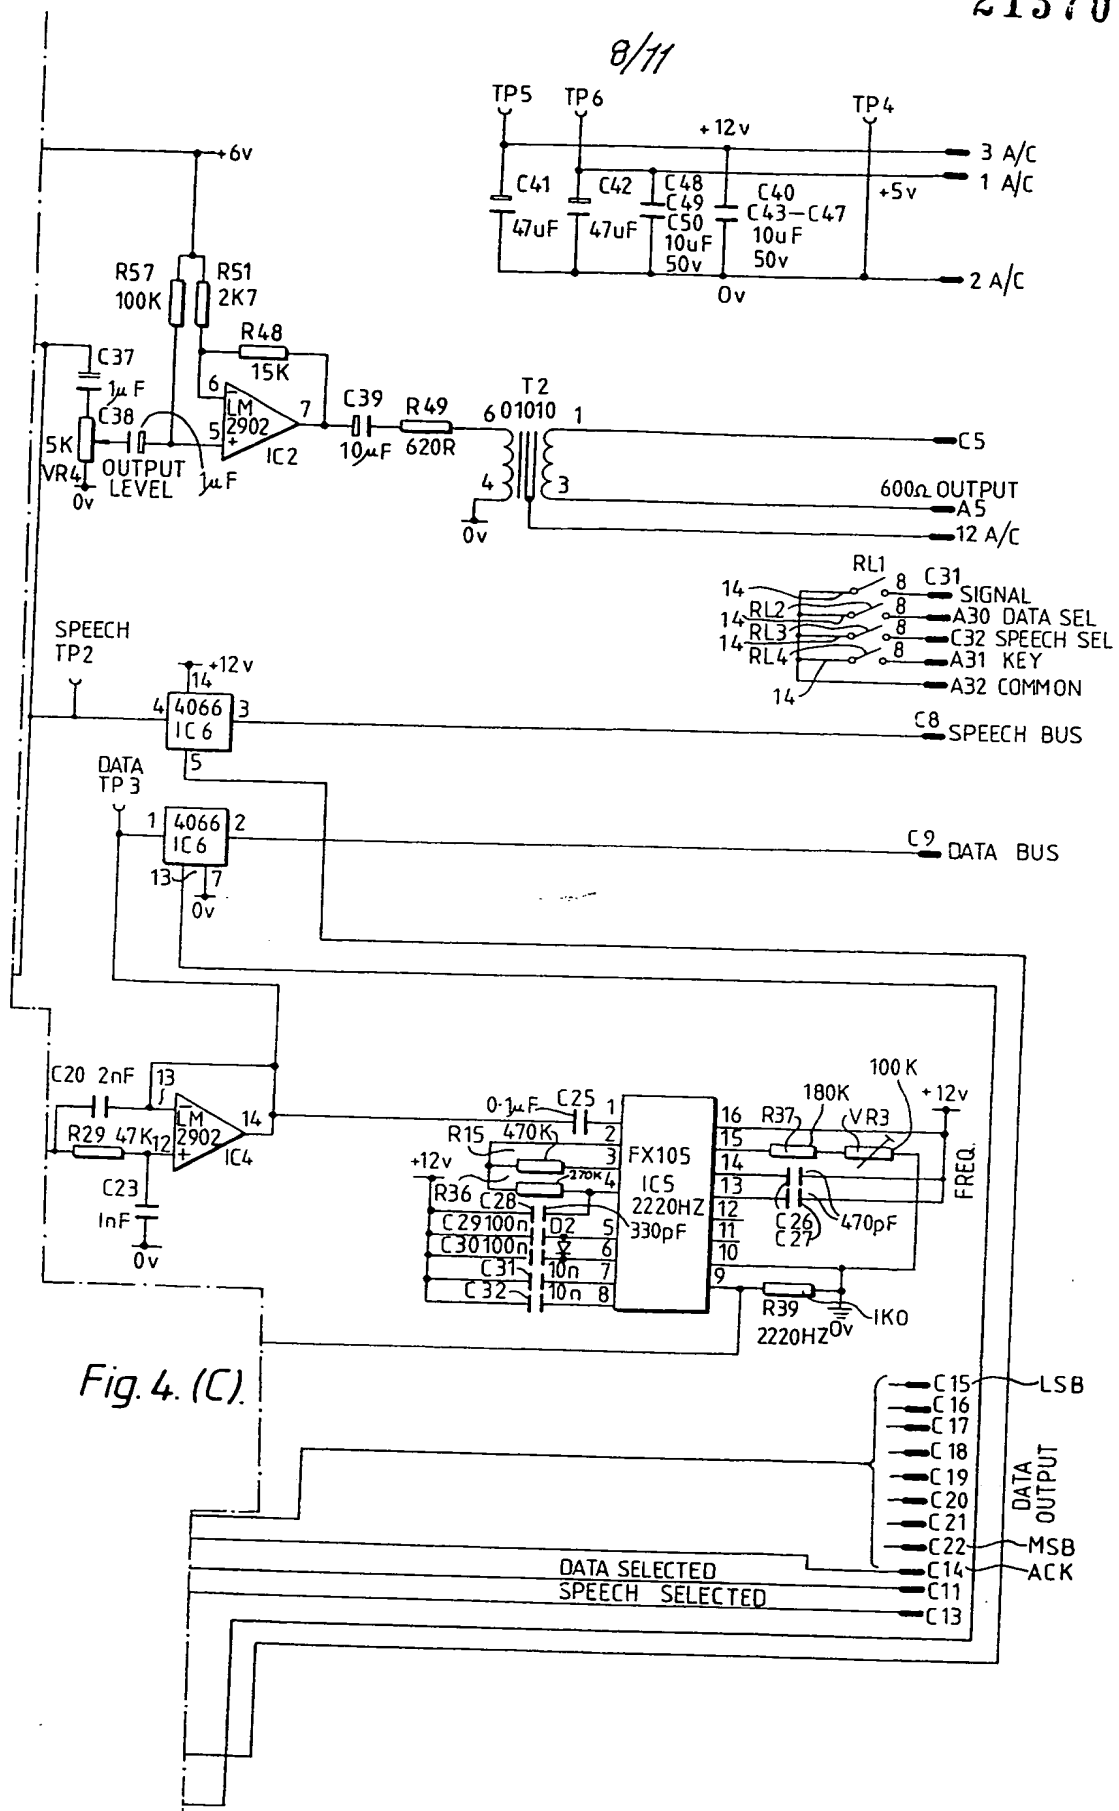 21370
8/11
TP5
TP6
TP4
+12v
3 A/C
1 A/C
+5v
C41
47uF
C42
47uF
C48
C49
C50
10uF
50v
C40
C43-C47
10uF
50v
0v
2 A/C
+6v
R57
100K
R51
2K7
R48
15K
C37
1µF
C38
5K
VR4
0v
OUTPUT
LEVEL
1µF
6
5
7
LM
2902
IC2
C39
10µF
R49
620R
T2
01010
6
4
1
3
0v
C5
600Ω OUTPUT
A5
12 A/C
RL1
14
8
C31
SIGNAL
RL2
14
8
A30 DATA SEL
RL3
14
8
C32 SPEECH SEL
RL4
14
8
A31 KEY
A32 COMMON
SPEECH
TP2
+12v
14
4
4066
IC6
3
5
C8
SPEECH BUS
DATA
TP3
1
4066
IC6
2
13
7
0v
C9
DATA BUS
C20 2nF
13
R29
47K
12
LM
2902
14
IC4
C23
1nF
0v
0·1µF
C25
R15
470K
+12v
R36
270K
C28
330pF
C29 100n
D2
C30 100n
C31
10n
C32
10n
1
2
3
4
5
6
7
8
FX105
IC5
2220HZ
16
15
14
13
12
11
10
9
R37
180K
VR3
100K
+12v
FREQ.
C26
C27
470pF
R39
1K0
2220HZ
0v
Fig. 4. (C).
C15
LSB
C16
C17
C18
C19
C20
C21
C22
MSB
DATA
OUTPUT
C14
ACK
DATA SELECTED
C11
SPEECH SELECTED
C13